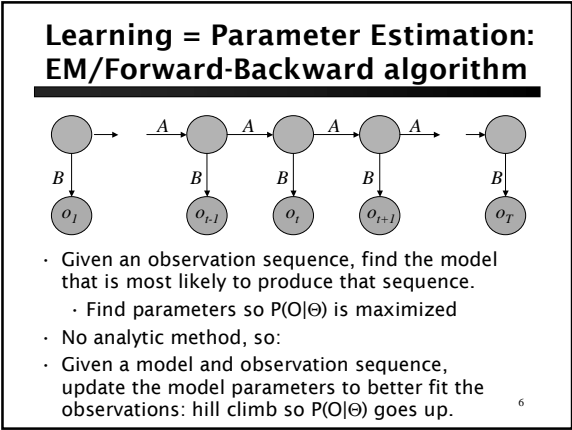 Learning = Parameter Estimation:
EM/Forward-Backward algorithm
A A A A
B B B B B
o1 ot-1 ot ot+1 oT
· Given an observation sequence, find the model
that is most likely to produce that sequence.
· Find parameters so P(O|Θ) is maximized
· No analytic method, so:
· Given a model and observation sequence,
update the model parameters to better fit the
observations: hill climb so P(O|Θ) goes up.
6